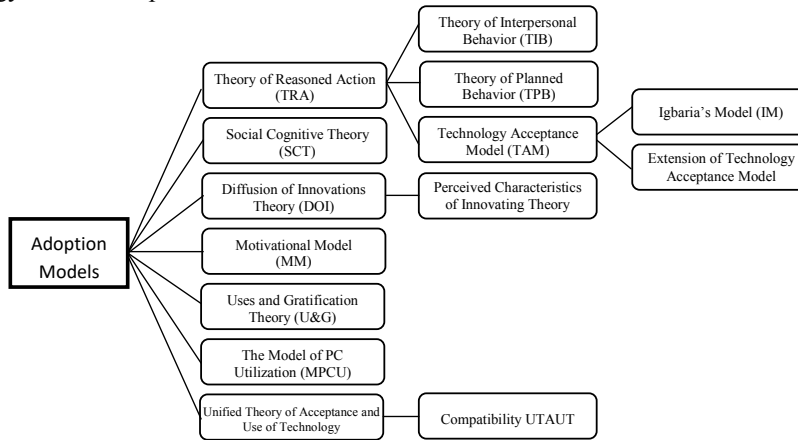 Theory of Interpersonal
Behavior (TIB)
Theory of Reasoned Action
(TRA)
Theory of Planned
Behavior (TPB)
Igbaria's Model (IM)
Social Cognitive Theory
(SCT)
Technology Acceptance
Model (TAM)
Extension of Technology
Acceptance Model
Diffusion of Innovations
Theory (DOI)
Perceived Characteristics
of Innovating Theory
Adoption
Models
Motivational Model
(MM)
Uses and Gratification
Theory (U&G)
The Model of PC
Utilization (MPCU)
Unified Theory of Acceptance and
Use of Technology
Compatibility UTAUT